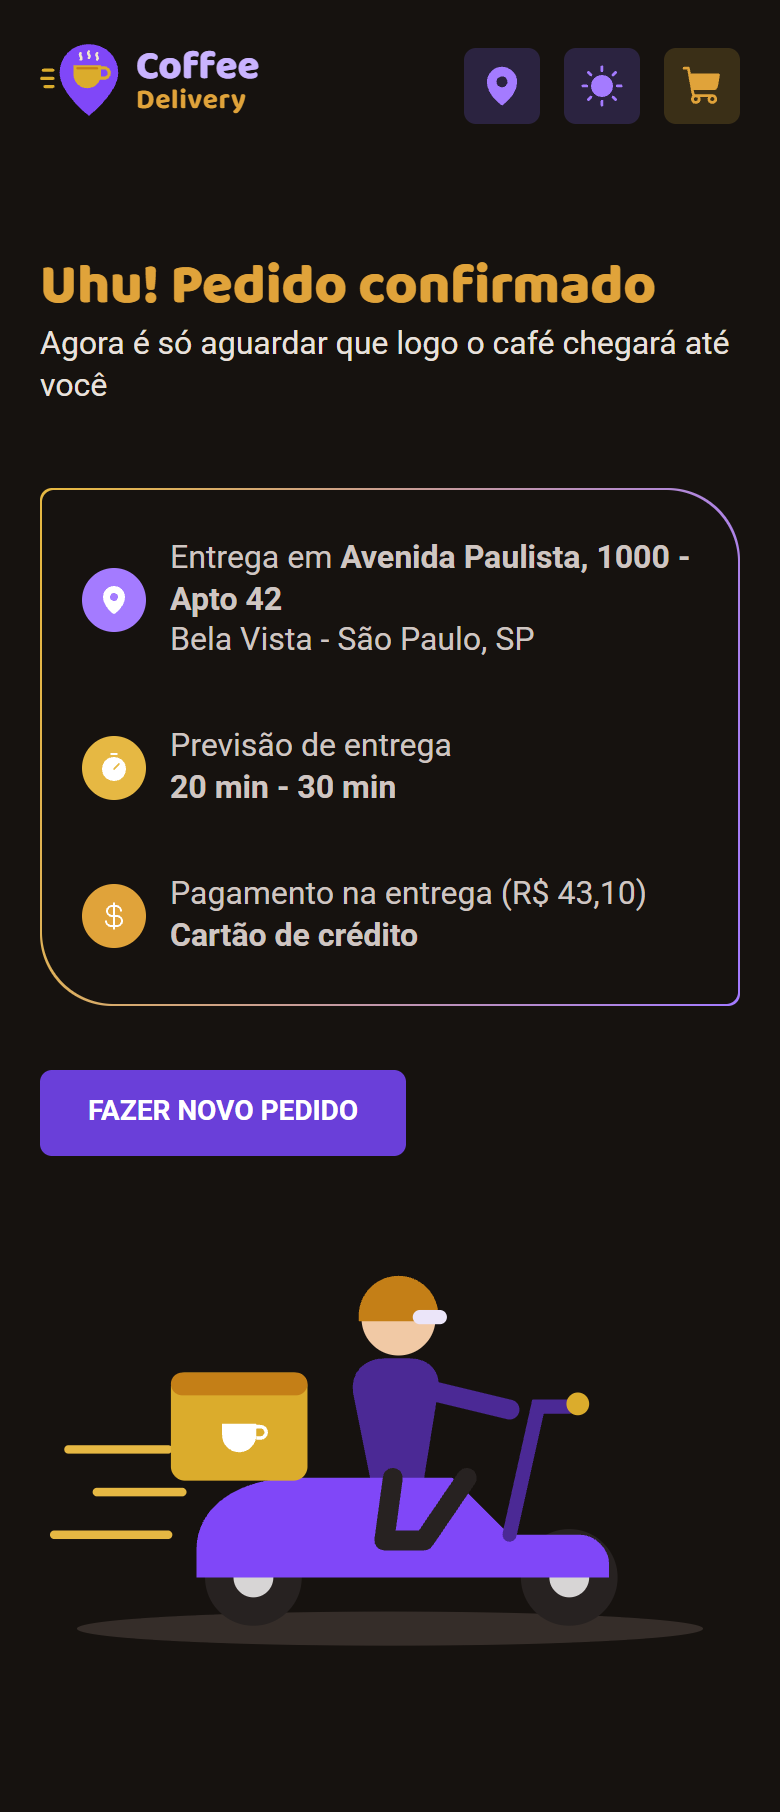 Coffee
Delivery
Uhu! Pedido confirmado
Agora é só aguardar que logo o café chegará até
você
Entrega em Avenida Paulista, 1000 -
Apto 42
Bela Vista - São Paulo, SP
Previsão de entrega
20 min - 30 min
Pagamento na entrega (R$ 43,10)
Cartão de crédito
FAZER NOVO PEDIDO